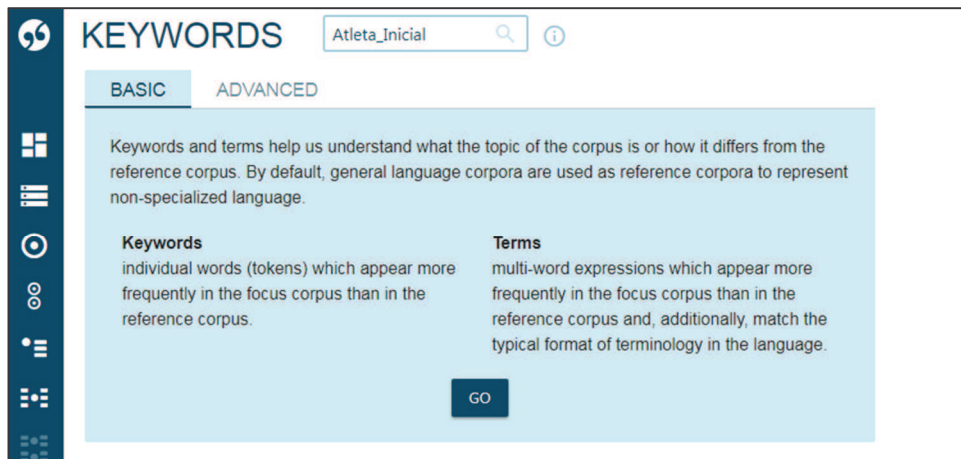 KEYWORDS
Atleta_Inicial
BASIC
ADVANCED
Keywords and terms help us understand what the topic of the corpus is or how it differs from the
reference corpus. By default, general language corpora are used as reference corpora to represent
non-specialized language.
Keywords
individual words (tokens) which appear more
frequently in the focus corpus than in the
reference corpus.
Terms
multi-word expressions which appear more
frequently in the focus corpus than in the
reference corpus and, additionally, match the
typical format of terminology in the language.
GO